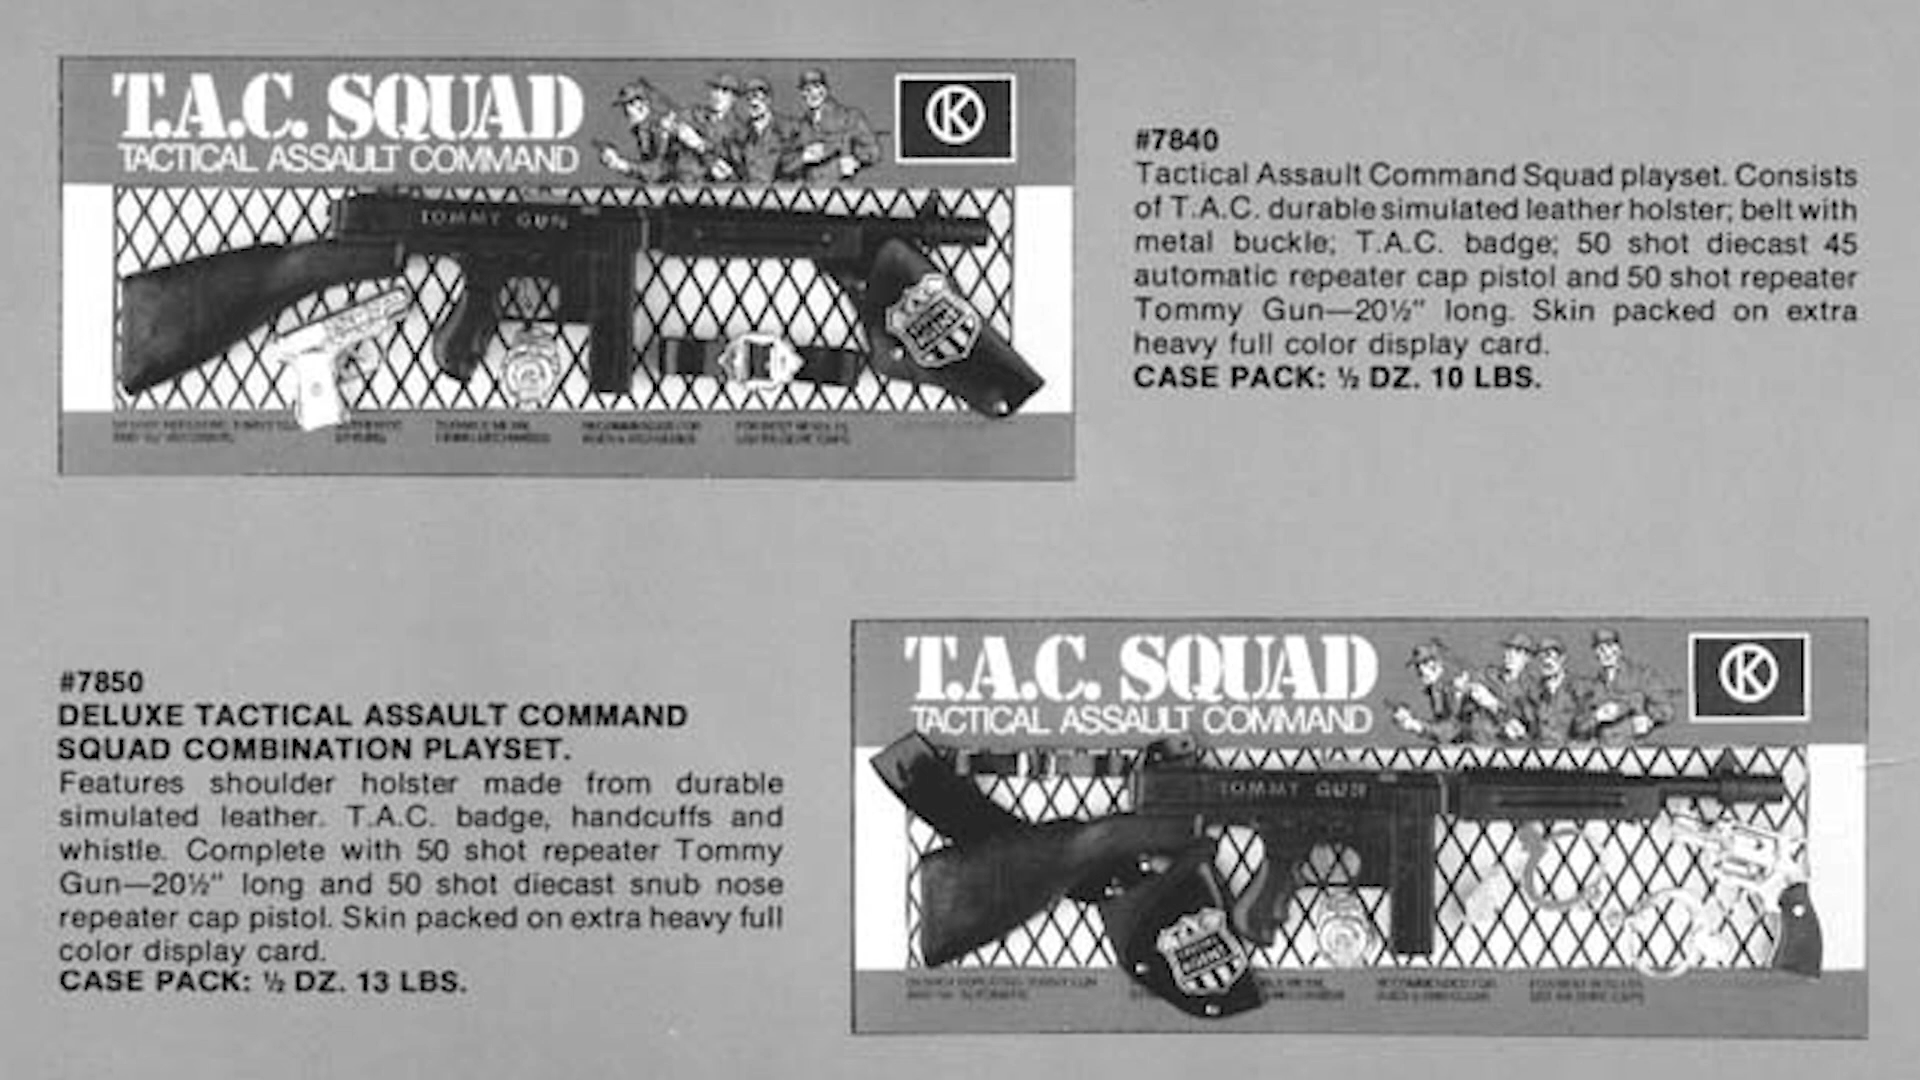 T.A.C. SQUAD
TACTICAL ASSAULT COMMAND
K
TOMMY GUN
#7840
Tactical Assault Command Squad playset. Consists
of T.A.C. durable simulated leather holster; belt with
metal buckle; T.A.C. badge; 50 shot diecast 45
automatic repeater cap pistol and 50 shot repeater
Tommy Gun—20½" long. Skin packed on extra
heavy full color display card.
CASE PACK: ½ DZ. 10 LBS.
#7850
DELUXE TACTICAL ASSAULT COMMAND
SQUAD COMBINATION PLAYSET.
Features shoulder holster made from durable
simulated leather. T.A.C. badge, handcuffs and
whistle. Complete with 50 shot repeater Tommy
Gun—20½" long and 50 shot diecast snub nose
repeater cap pistol. Skin packed on extra heavy full
color display card.
CASE PACK: ½ DZ. 13 LBS.
T.A.C. SQUAD
TACTICAL ASSAULT COMMAND
K
TOMMY GUN